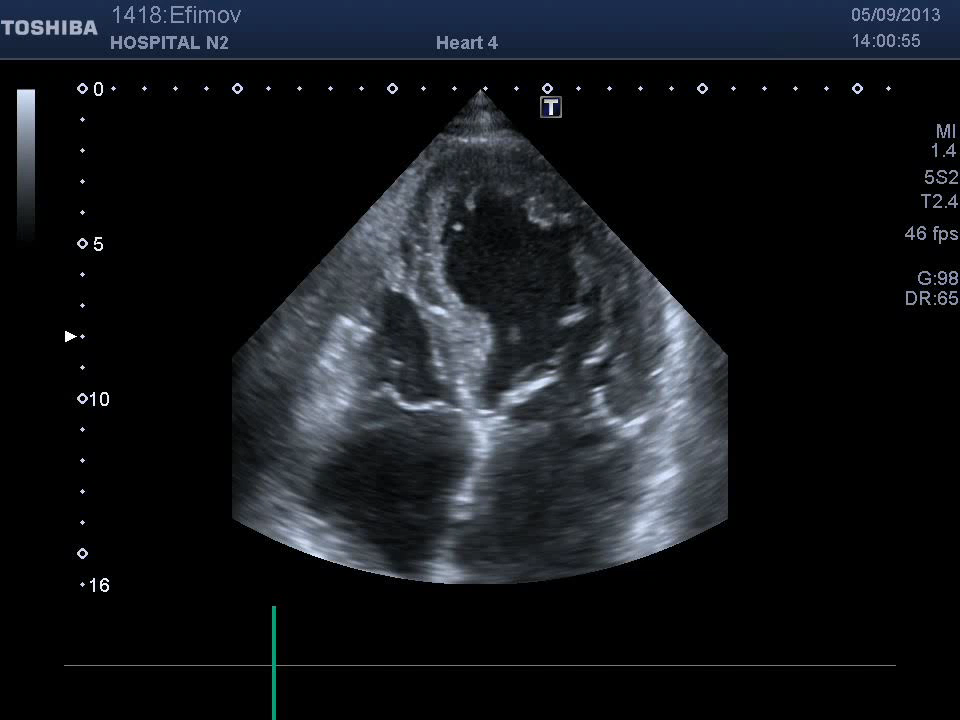 1418:Efimov
05/09/2013
TOSHIBA
HOSPITAL N2
Heart 4
14:00:55
0
T
MI
1.4
5S2
T2.4
46 fps
5
G:98
DR:65
10
16